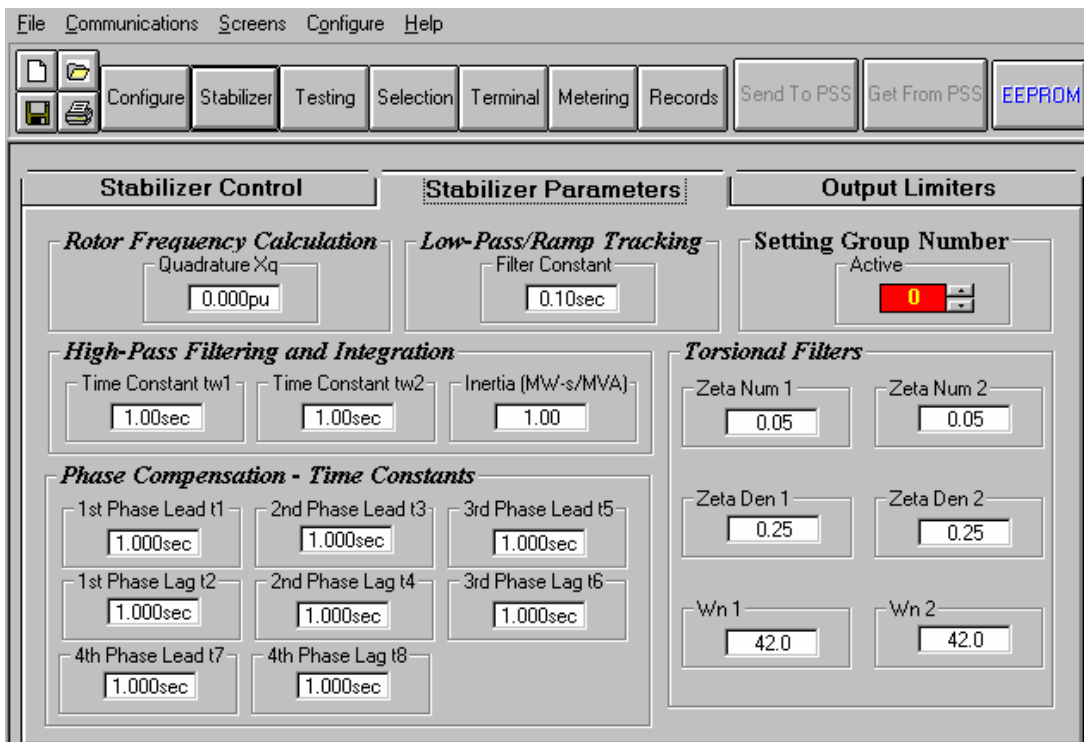 File Communications Screens Configure Help
Configure Stabilizer Testing Selection Terminal Metering Records Send To PSS Get From PSS EEPROM
Stabilizer Control Stabilizer Parameters Output Limiters
Rotor Frequency Calculation
Quadrature Xq
0.000pu
Low-Pass/Ramp Tracking
Filter Constant
0.10sec
Setting Group Number
Active
0
High-Pass Filtering and Integration
Time Constant tw1 Time Constant tw2 Inertia (MW-s/MVA)
1.00sec 1.00sec 1.00
Torsional Filters
Zeta Num 1 Zeta Num 2
0.05 0.05
Zeta Den 1 Zeta Den 2
0.25 0.25
Wn 1 Wn 2
42.0 42.0
Phase Compensation - Time Constants
1st Phase Lead t1 2nd Phase Lead t3 3rd Phase Lead t5
1.000sec 1.000sec 1.000sec
1st Phase Lag t2 2nd Phase Lag t4 3rd Phase Lag t6
1.000sec 1.000sec 1.000sec
4th Phase Lead t7 4th Phase Lag t8
1.000sec 1.000sec